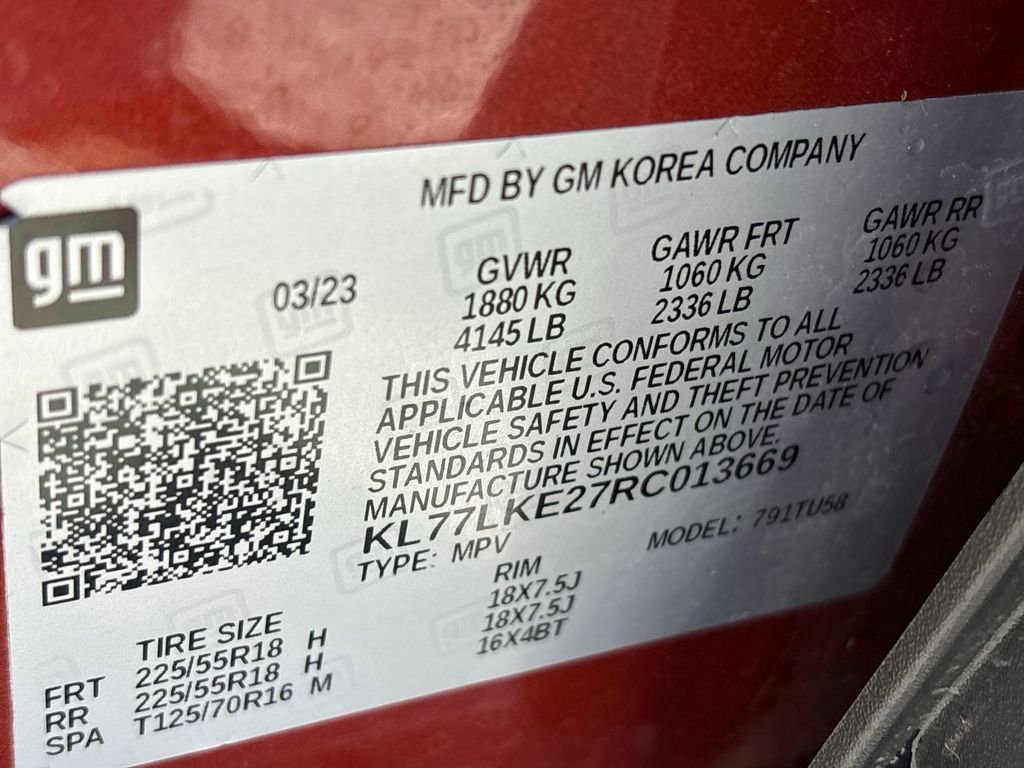 gm
MFD BY GM KOREA COMPANY
03/23
GVWR GAWR FRT GAWR RR
1880 KG 1060 KG 1060 KG
4145 LB 2336 LB 2336 LB
THIS VEHICLE CONFORMS TO ALL
APPLICABLE U.S. FEDERAL MOTOR
VEHICLE SAFETY AND THEFT PREVENTION
STANDARDS IN EFFECT ON THE DATE OF
MANUFACTURE SHOWN ABOVE.
KL77LKE27RC013669
TYPE: MPV MODEL: 791TU58
TIRE SIZE RIM
FRT 225/55R18 H 18X7.5J
RR 225/55R18 H 18X7.5J
SPA T125/70R16 M 16X4BT